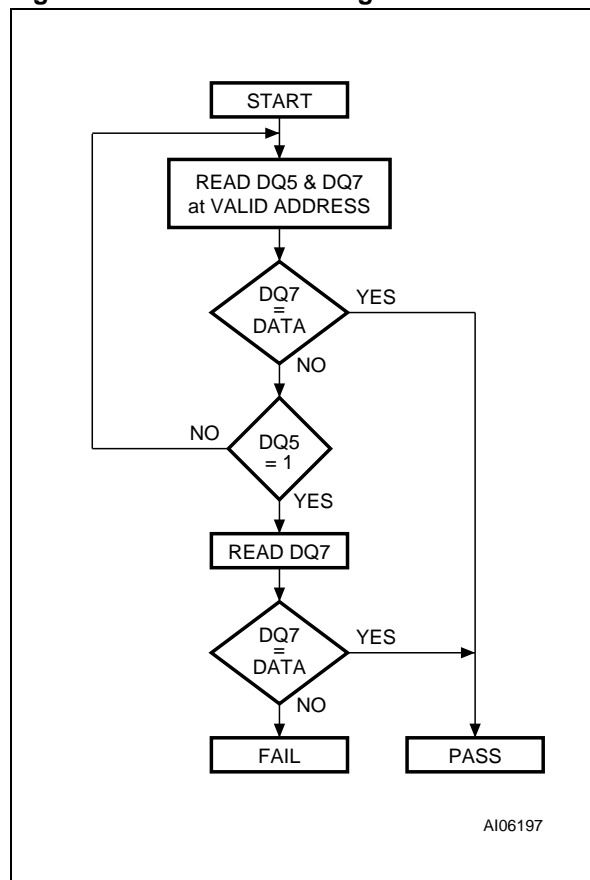 START
READ DQ5 & DQ7
at VALID ADDRESS
DQ7
=
DATA
YES
NO
DQ5
= 1
NO
YES
READ DQ7
DQ7
=
DATA
YES
NO
FAIL
PASS
AI06197